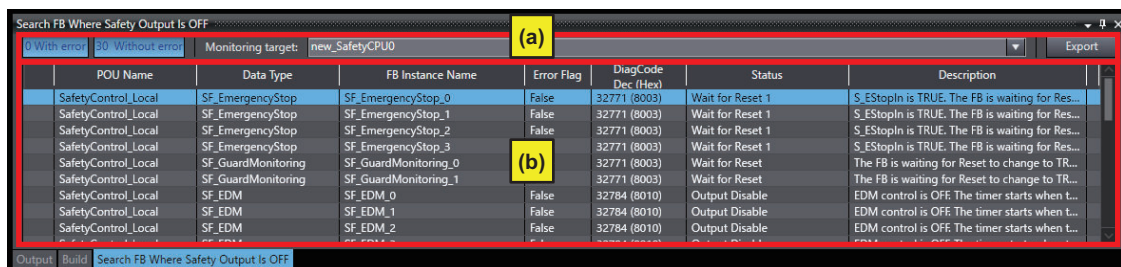 Search FB Where Safety Output Is OFF
0 With error 30 Without error Monitoring target: new_SafetyCPU0 (a) Export
POU Name Data Type FB Instance Name Error Flag DiagCode Dec (Hex) Status Description
SafetyControl_Local SF_EmergencyStop SF_EmergencyStop_0 False 32771 (8003) Wait for Reset 1 S_EStopIn is TRUE. The FB is waiting for Res...
SafetyControl_Local SF_EmergencyStop SF_EmergencyStop_1 False 32771 (8003) Wait for Reset 1 S_EStopIn is TRUE. The FB is waiting for Res...
SafetyControl_Local SF_EmergencyStop SF_EmergencyStop_2 False 32771 (8003) Wait for Reset 1 S_EStopIn is TRUE. The FB is waiting for Res...
SafetyControl_Local SF_EmergencyStop SF_EmergencyStop_3 False 32771 (8003) Wait for Reset 1 S_EStopIn is TRUE. The FB is waiting for Res...
SafetyControl_Local SF_GuardMonitoring SF_GuardMonitoring_0 (b) 32771 (8003) Wait for Reset The FB is waiting for Reset to change to TR...
SafetyControl_Local SF_GuardMonitoring SF_GuardMonitoring_1 32771 (8003) Wait for Reset The FB is waiting for Reset to change to TR...
SafetyControl_Local SF_EDM SF_EDM_0 False 32784 (8010) Output Disable EDM control is OFF. The timer starts when t...
SafetyControl_Local SF_EDM SF_EDM_1 False 32784 (8010) Output Disable EDM control is OFF. The timer starts when t...
SafetyControl_Local SF_EDM SF_EDM_2 False 32784 (8010) Output Disable EDM control is OFF. The timer starts when t...
Output Build Search FB Where Safety Output Is OFF